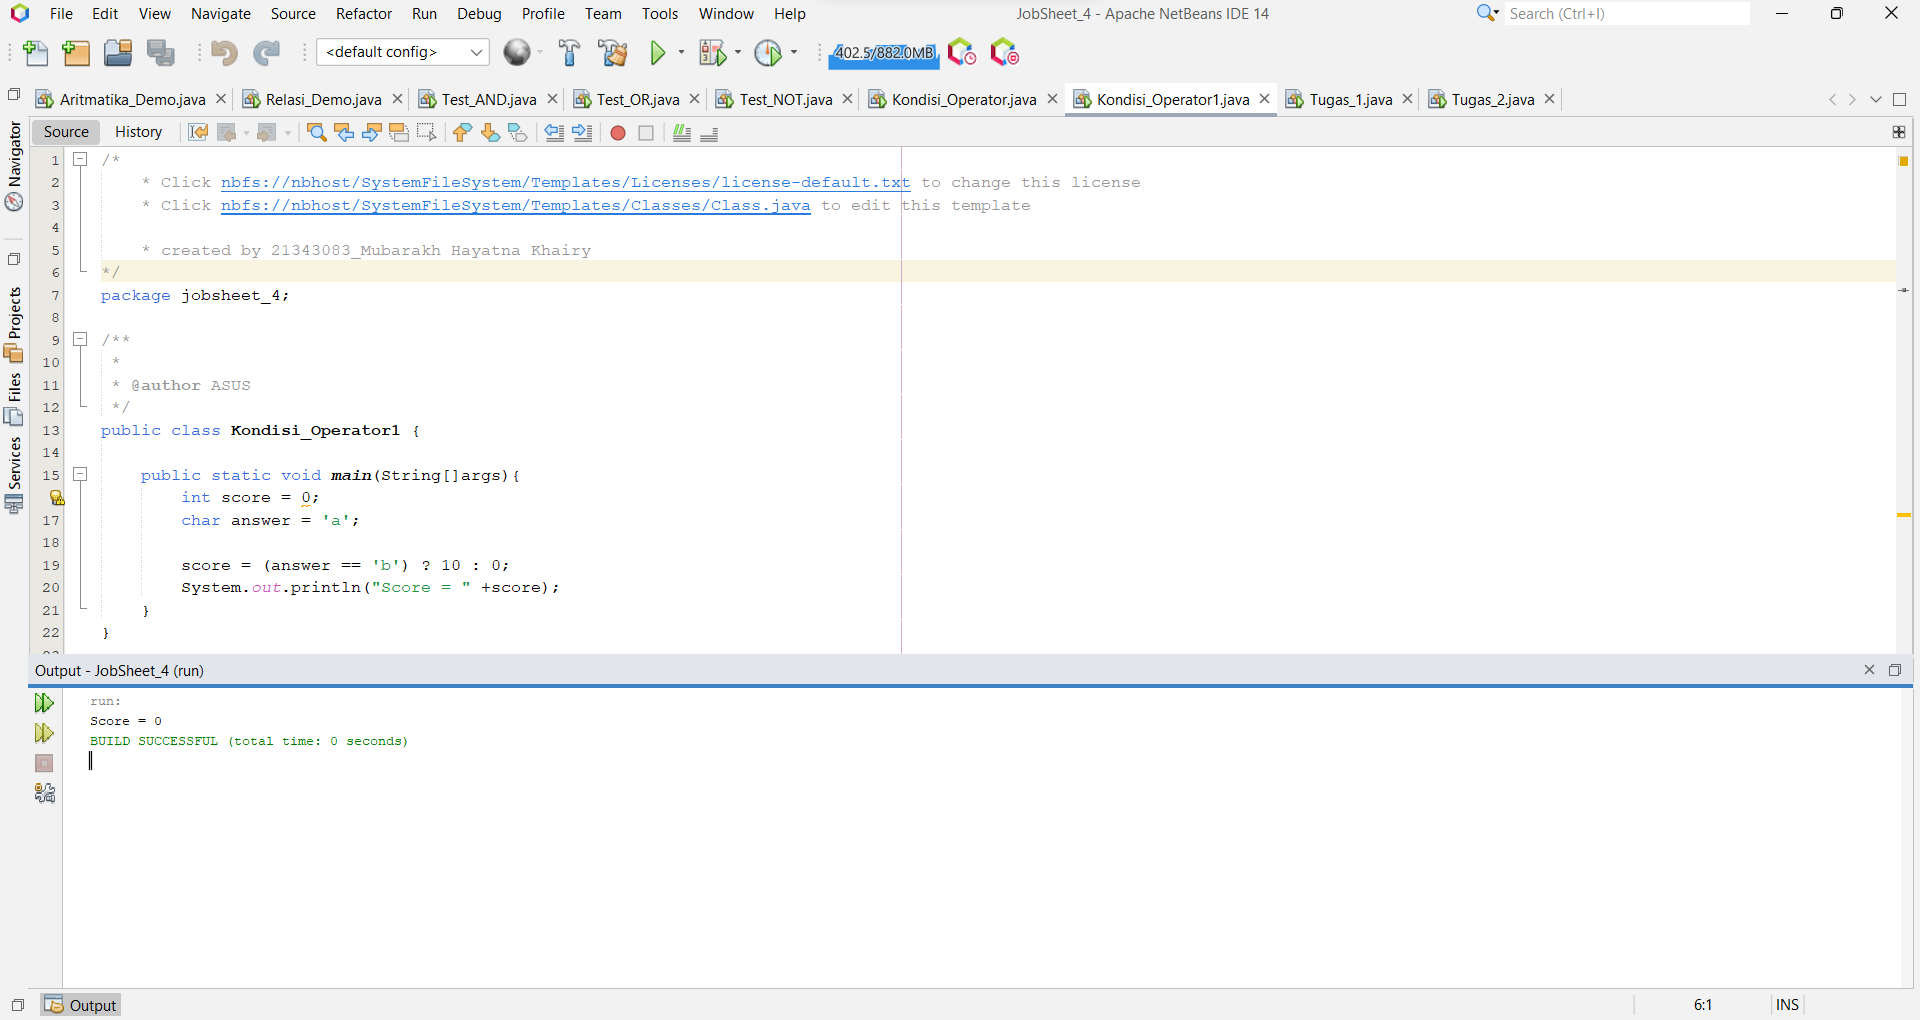 File Edit View Navigate Source Refactor Run Debug Profile Team Tools Window Help JobSheet_4 - Apache NetBeans IDE 14 Search (Ctrl+I)
<default config> 402.5/882.0MB
Aritmatika_Demo.java Relasi_Demo.java Test_AND.java Test_OR.java Test_NOT.java Kondisi_Operator.java Kondisi_Operator1.java Tugas_1.java Tugas_2.java
Source History
Navigator
Projects
Files
Services
1 /*
2 * Click nbfs://nbhost/SystemFileSystem/Templates/Licenses/license-default.txt to change this license
3 * Click nbfs://nbhost/SystemFileSystem/Templates/Classes/Class.java to edit this template
4
5 * created by 21343083_Mubarakh Hayatna Khairy
6 */
7 package jobsheet_4;
8
9 /**
10 *
11 * @author ASUS
12 */
13 public class Kondisi_Operator1 {
14
15 public static void main(String[]args){
int score = 0;
17 char answer = 'a';
18
19 score = (answer == 'b') ? 10 : 0;
20 System.out.println("Score = " +score);
21 }
22 }
Output - JobSheet_4 (run)
run:
Score = 0
BUILD SUCCESSFUL (total time: 0 seconds)
Output 6:1 INS